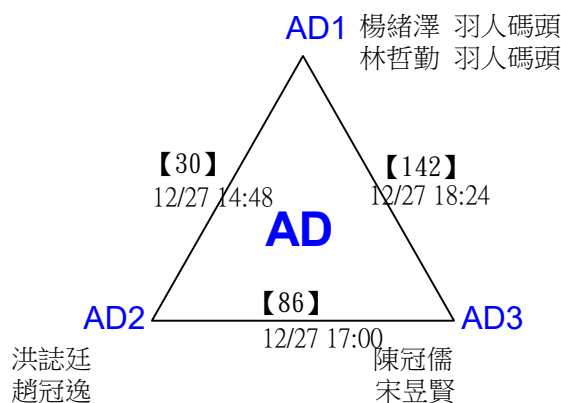 AD1 楊緒澤 羽人碼頭
林哲勤 羽人碼頭
【30】
12/27 14:48
【142】
12/27 18:24
AD
AD2
【86】
12/27 17:00
AD3
洪誌廷
趙冠逸
陳冠儒
宋昱賢